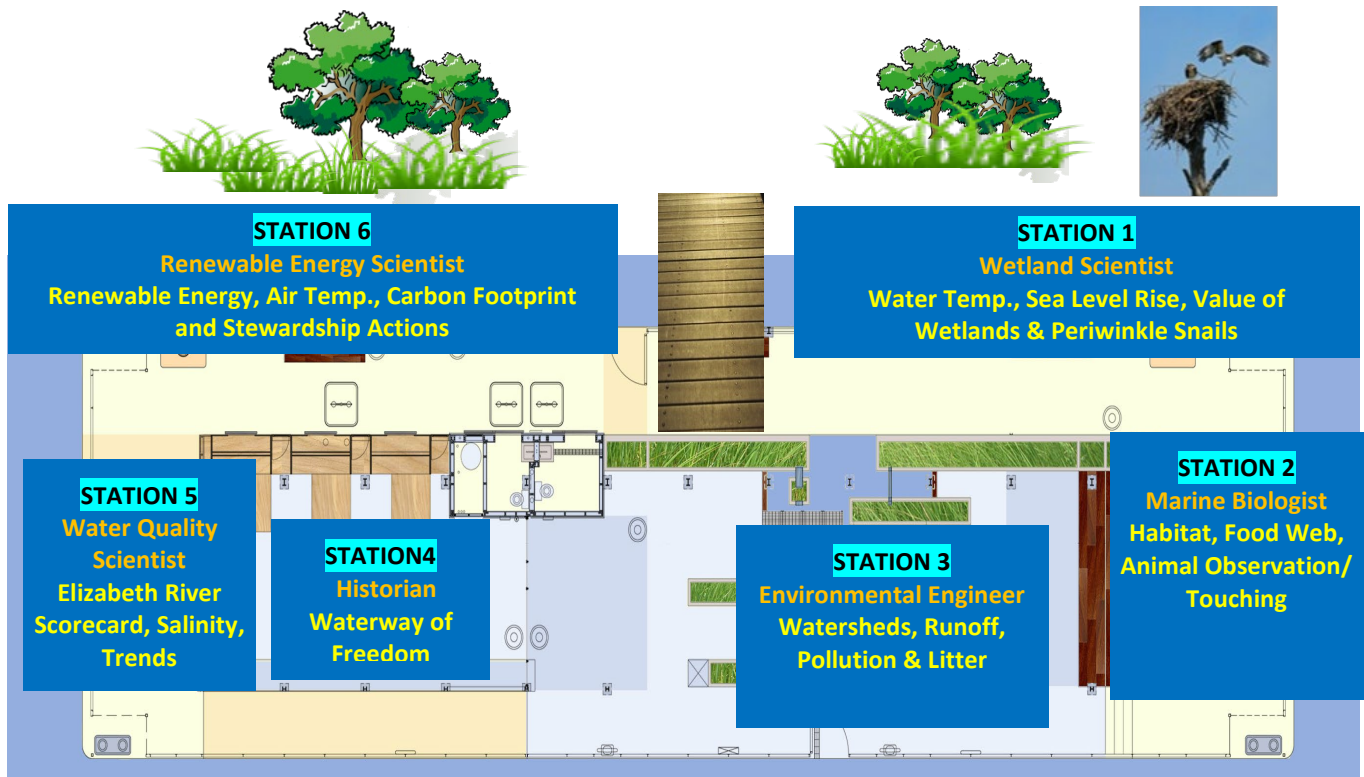 STATION 6
Renewable Energy Scientist
Renewable Energy, Air Temp., Carbon Footprint
and Stewardship Actions
STATION 1
Wetland Scientist
Water Temp., Sea Level Rise, Value of
Wetlands & Periwinkle Snails
STATION 5
Water Quality
Scientist
Elizabeth River
Scorecard, Salinity,
Trends
STATION4
Historian
Waterway of
Freedom
STATION 3
Environmental Engineer
Watersheds, Runoff,
Pollution & Litter
STATION 2
Marine Biologist
Habitat, Food Web,
Animal Observation/
Touching